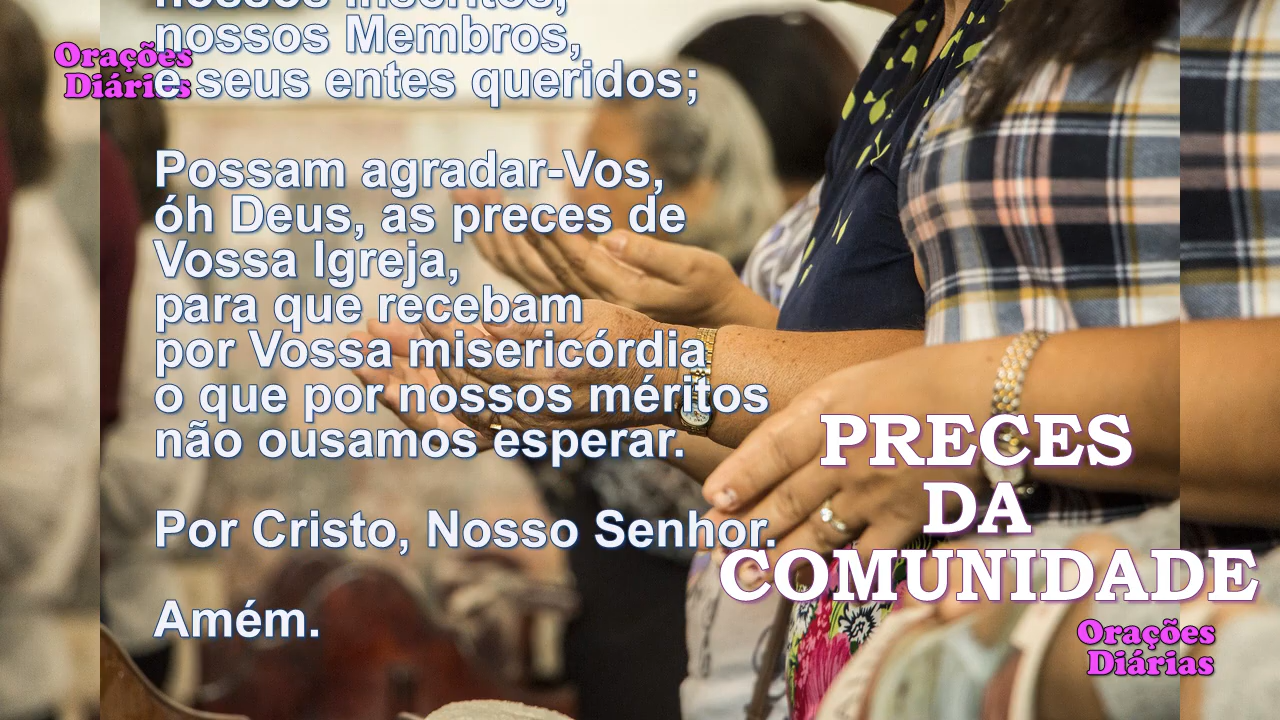 nossos inscritos,
nossos Membros,
e seus entes queridos;
Possam agradar-Vos,
óh Deus, as preces de
Vossa Igreja,
para que recebam
por Vossa misericórdia
o que por nossos méritos
não ousamos esperar.
Por Cristo, Nosso Senhor.
Amém.
Orações
Diárias
PRECES
DA
COMUNIDADE
Orações
Diárias